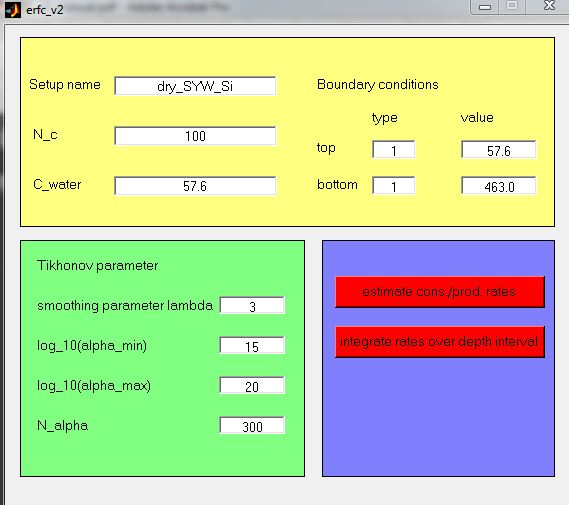 erfc_v2
Setup name dry_SYW_Si
N_c 100
C_water 57.6
Boundary conditions
type value
top 1 57.6
bottom 1 463.0
Tikhonov parameter
smoothing parameter lambda 3
log_10(alpha_min) 15
log_10(alpha_max) 20
N_alpha 300
estimate cons./prod. rates
integrate rates over depth interval